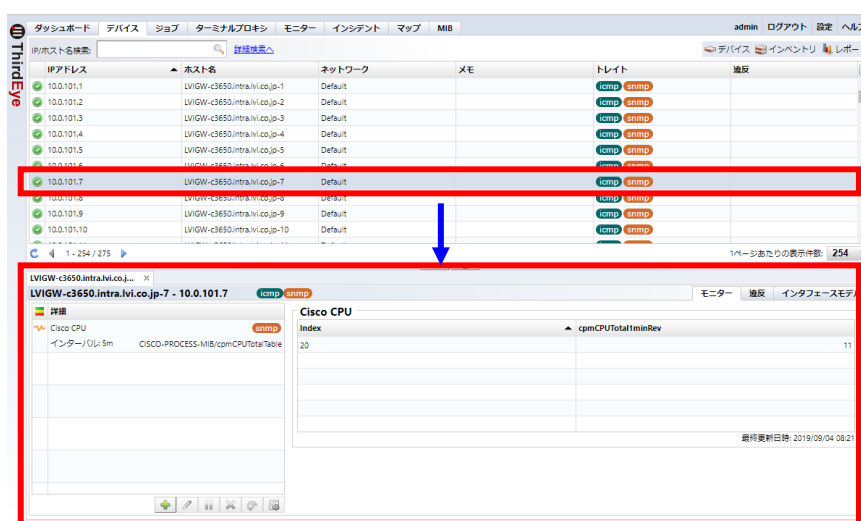 ThirdEye
ダッシュボード デバイス ジョブ ターミナルプロキシ モニター インシデント マップ MIB admin ログアウト 設定 ヘル
IP/ホスト名検索: 詳細検索へ デバイス インベントリ レポー
IPアドレス ホスト名 ネットワーク メモ トレイト 違反
10.0.101.1 LVIGW-c3650.intra.lvi.co.jp-1 Default icmp snmp
10.0.101.2 LVIGW-c3650.intra.lvi.co.jp-2 Default icmp snmp
10.0.101.3 LVIGW-c3650.intra.lvi.co.jp-3 Default icmp snmp
10.0.101.4 LVIGW-c3650.intra.lvi.co.jp-4 Default icmp snmp
10.0.101.5 LVIGW-c3650.intra.lvi.co.jp-5 Default icmp snmp
10.0.101.6 LVIGW-c3650.intra.lvi.co.jp-6 Default icmp snmp
10.0.101.7 LVIGW-c3650.intra.lvi.co.jp-7 Default icmp snmp
10.0.101.8 LVIGW-c3650.intra.lvi.co.jp-8 Default icmp snmp
10.0.101.9 LVIGW-c3650.intra.lvi.co.jp-9 Default icmp snmp
10.0.101.10 LVIGW-c3650.intra.lvi.co.jp-10 Default icmp snmp
1 - 254 / 275 1ページあたりの表示件数: 254
LVIGW-c3650.intra.lvi.co.j... ×
LVIGW-c3650.intra.lvi.co.jp-7 - 10.0.101.7 icmp snmp モニター 違反 インタフェースモデル
詳細 Cisco CPU
Cisco CPU snmp Index cpmCPUTotal1minRev
インターバル: 5m CISCO-PROCESS-MIB/cpmCPUTotalTable 20 11
最終更新日時: 2019/09/04 08:21